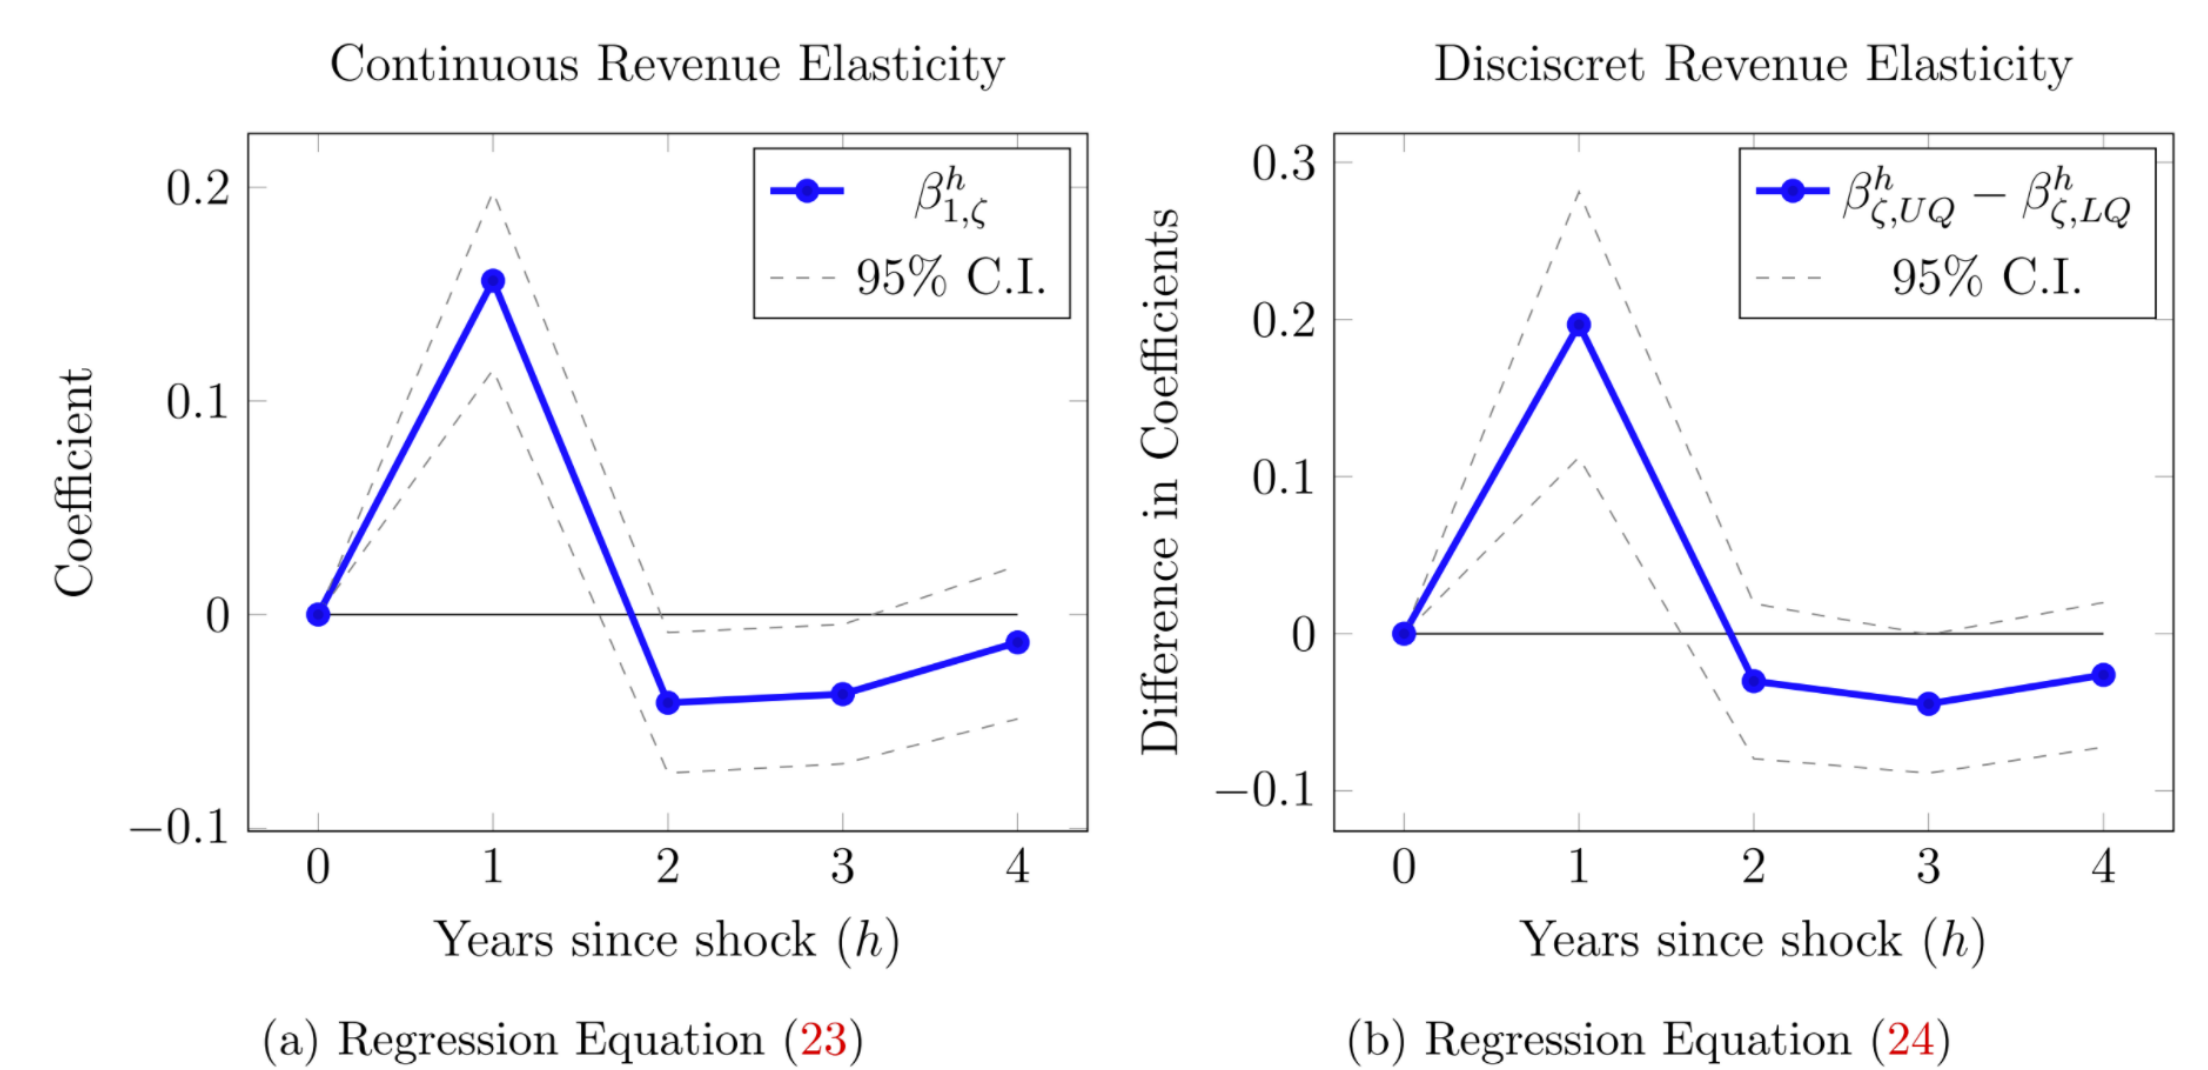 Continuous Revenue Elasticity
Coefficient
0.2
0.1
0
−0.1
β^h_{1,ζ}
95% C.I.
0 1 2 3 4
Years since shock (h)
(a) Regression Equation (23)
Disciscret Revenue Elasticity
Difference in Coefficients
0.3
0.2
0.1
0
−0.1
β^h_{ζ,UQ} − β^h_{ζ,LQ}
95% C.I.
0 1 2 3 4
Years since shock (h)
(b) Regression Equation (24)